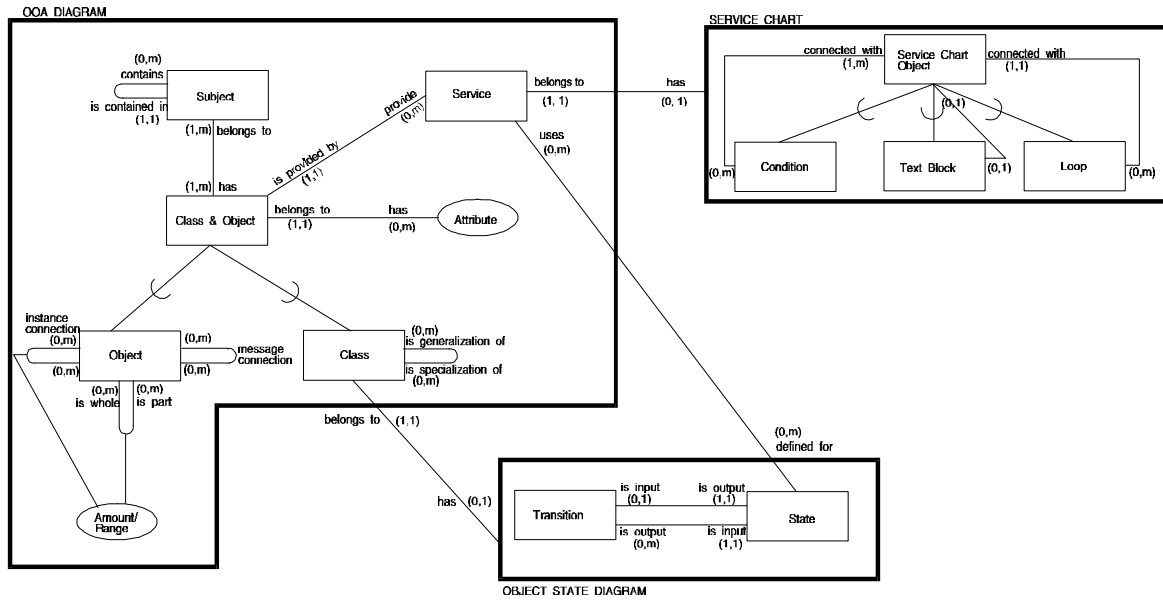 OOA DIAGRAM
SERVICE CHART
(0,m)
contains
is contained in
(1,1)
Subject
(1,m) belongs to
(1,m) has
Class & Object
is provided by
(1,1)
provide
(0,m)
Service
belongs to
(1, 1)
has
(0, 1)
uses
(0,m)
connected with
(1,m)
Service Chart
Object
connected with
(1,1)
(0,1)
(0,m)
Condition
Text Block
(0,1)
Loop
(0,m)
belongs to
(1,1)
has
(0,m)
Attribute
instance
connection
(0,m)
(0,m)
Object
(0,m)
(0,m)
message
connection
(0,m)
is whole
(0,m)
is part
Class
(0,m)
is generalization of
is specialization of
(0,m)
belongs to
(1,1)
has
(0,1)
Amount/
Range
(0,m)
defined for
Transition
is input
(0,1)
is output
(1,1)
is output
(0,m)
is input
(1,1)
State
OBJECT STATE DIAGRAM